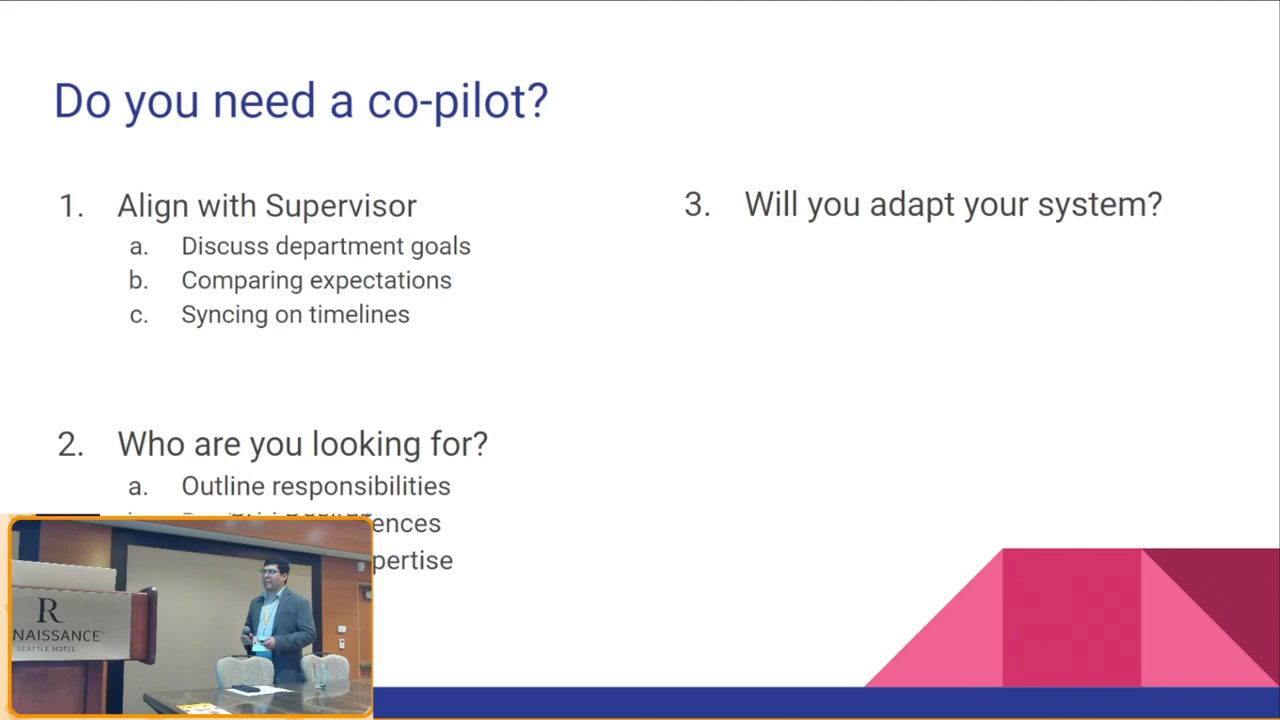 Do you need a co-pilot?
1. Align with Supervisor
a. Discuss department goals
b. Comparing expectations
c. Syncing on timelines
2. Who are you looking for?
a. Outline responsibilities
ences
pertise
3. Will you adapt your system?
R
NAISSANCE
SEATTLE HOTEL